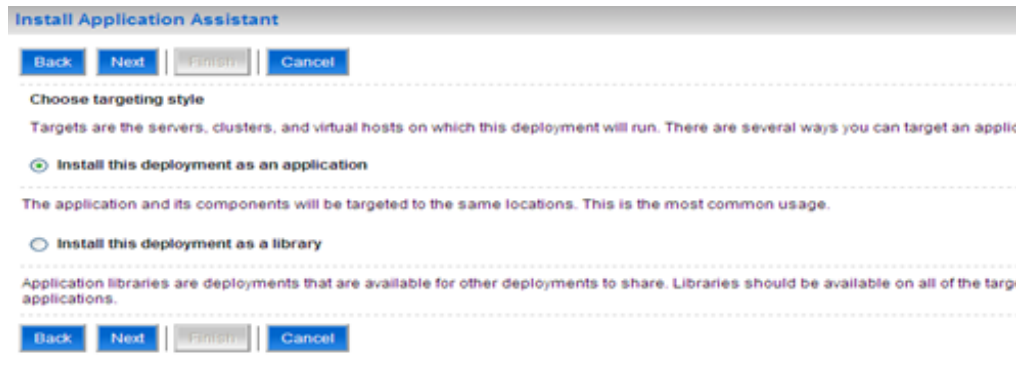 Install Application Assistant
Back Next Finish Cancel
Choose targeting style
Targets are the servers, clusters, and virtual hosts on which this deployment will run. There are several ways you can target an applic
Install this deployment as an application
The application and its components will be targeted to the same locations. This is the most common usage.
Install this deployment as a library
Application libraries are deployments that are available for other deployments to share. Libraries should be available on all of the targe
applications.
Back Next Finish Cancel